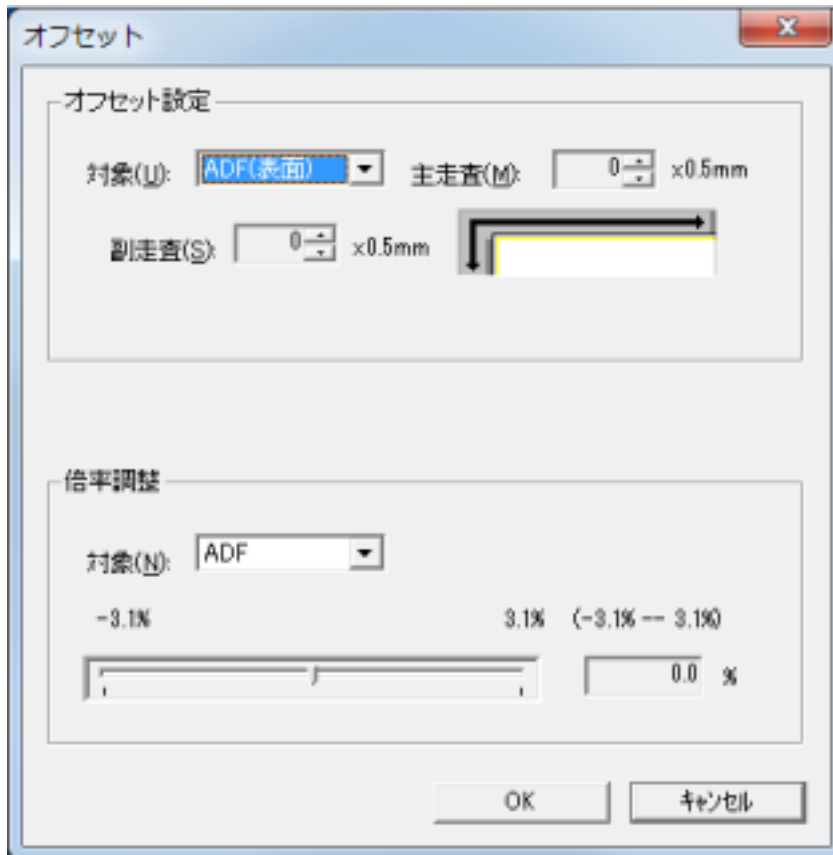 オフセット
オフセット設定
対象(U): ADF(表面) 主走査(M): 0 x0.5mm
副走査(S): 0 x0.5mm
倍率調整
対象(N): ADF
-3.1% 3.1% (-3.1% -- 3.1%)
0.0 %
OK キャンセル